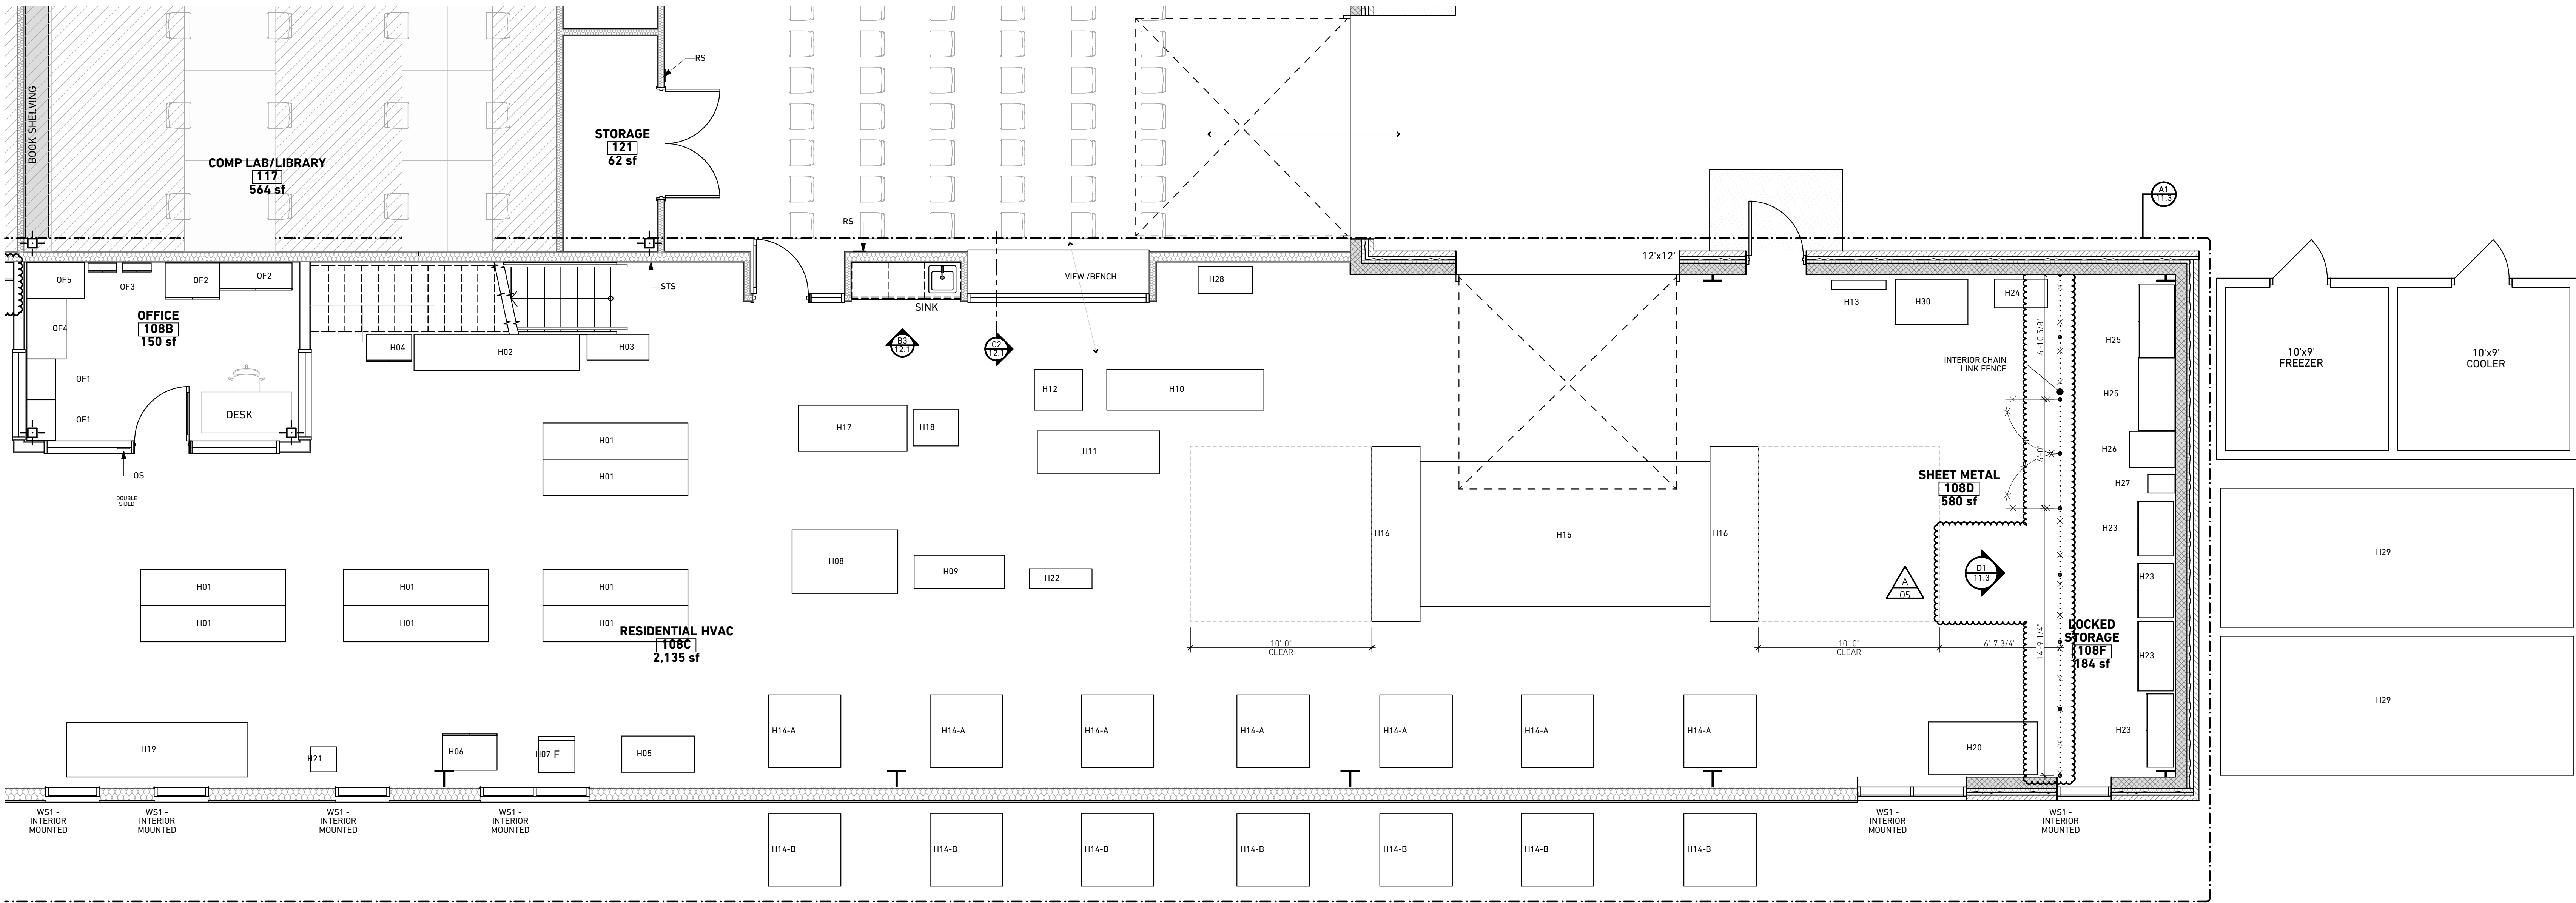 BOOK SHELVING
COMP LAB/LIBRARY
117
564 sf
STORAGE
121
62 sf
RS
RS
STS
SINK
VIEW /BENCH
H28
12'x12'
A1
11.3
OF5
OF3
OF2
OF2
OF4
OFFICE
108B
150 sf
OF1
OF1
DESK
OS
DOUBLE
SIDED
H04
H02
H03
B3
12.1
C2
12.1
H12
H10
H17
H18
H11
H13
H30
H24
6'-10 5/8"
INTERIOR CHAIN
LINK FENCE
H25
H25
H26
H27
H23
H23
H23
H23
6'-0"
10'x9'
FREEZER
10'x9'
COOLER
H29
H29
H01
H01
H01
H01
H01
H01
H01
H01
RESIDENTIAL HVAC
108C
2,135 sf
H08
H09
H22
H16
H15
H16
SHEET METAL
108D
580 sf
A
05
D1
11.3
10'-0"
CLEAR
10'-0"
CLEAR
6'-7 3/4"
14'-9 1/4"
LOCKED
STORAGE
108F
184 sf
H19
H21
H06
H07 F
H05
H14-A
H14-A
H14-A
H14-A
H14-A
H14-A
H14-A
H20
WS1 -
INTERIOR
MOUNTED
WS1 -
INTERIOR
MOUNTED
WS1 -
INTERIOR
MOUNTED
WS1 -
INTERIOR
MOUNTED
WS1 -
INTERIOR
MOUNTED
WS1 -
INTERIOR
MOUNTED
H14-B
H14-B
H14-B
H14-B
H14-B
H14-B
H14-B